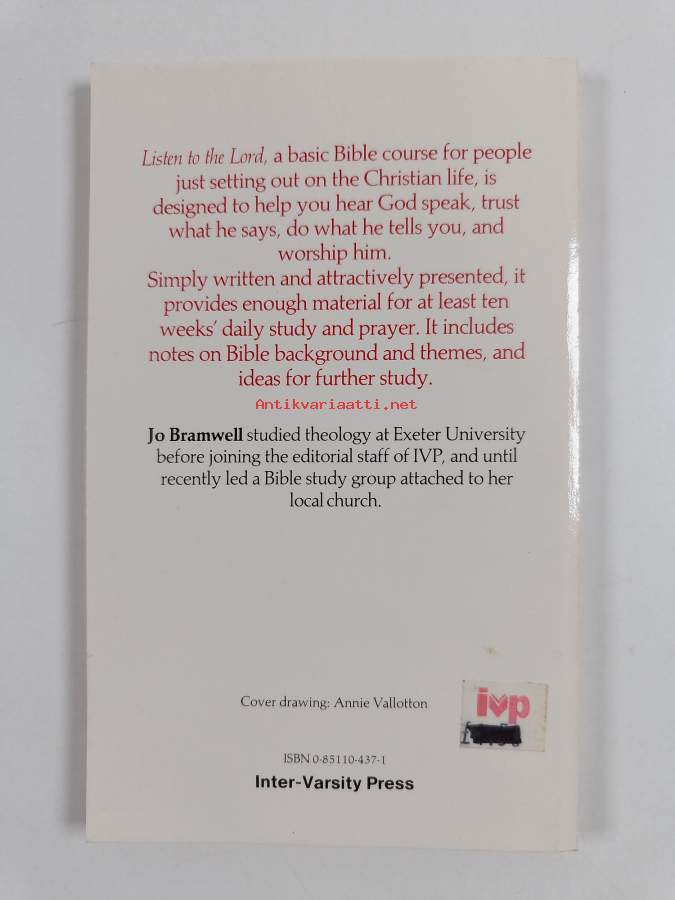 Listen to the Lord, a basic Bible course for people
just setting out on the Christian life, is
designed to help you hear God speak, trust
what he says, do what he tells you, and
worship him.
Simply written and attractively presented, it
provides enough material for at least ten
weeks' daily study and prayer. It includes
notes on Bible background and themes, and
ideas for further study.
Antikvariaatti.net
Jo Bramwell studied theology at Exeter University
before joining the editorial staff of IVP, and until
recently led a Bible study group attached to her
local church.
Cover drawing: Annie Vallotton
ivp
ISBN 0-85110-437-1
Inter-Varsity Press